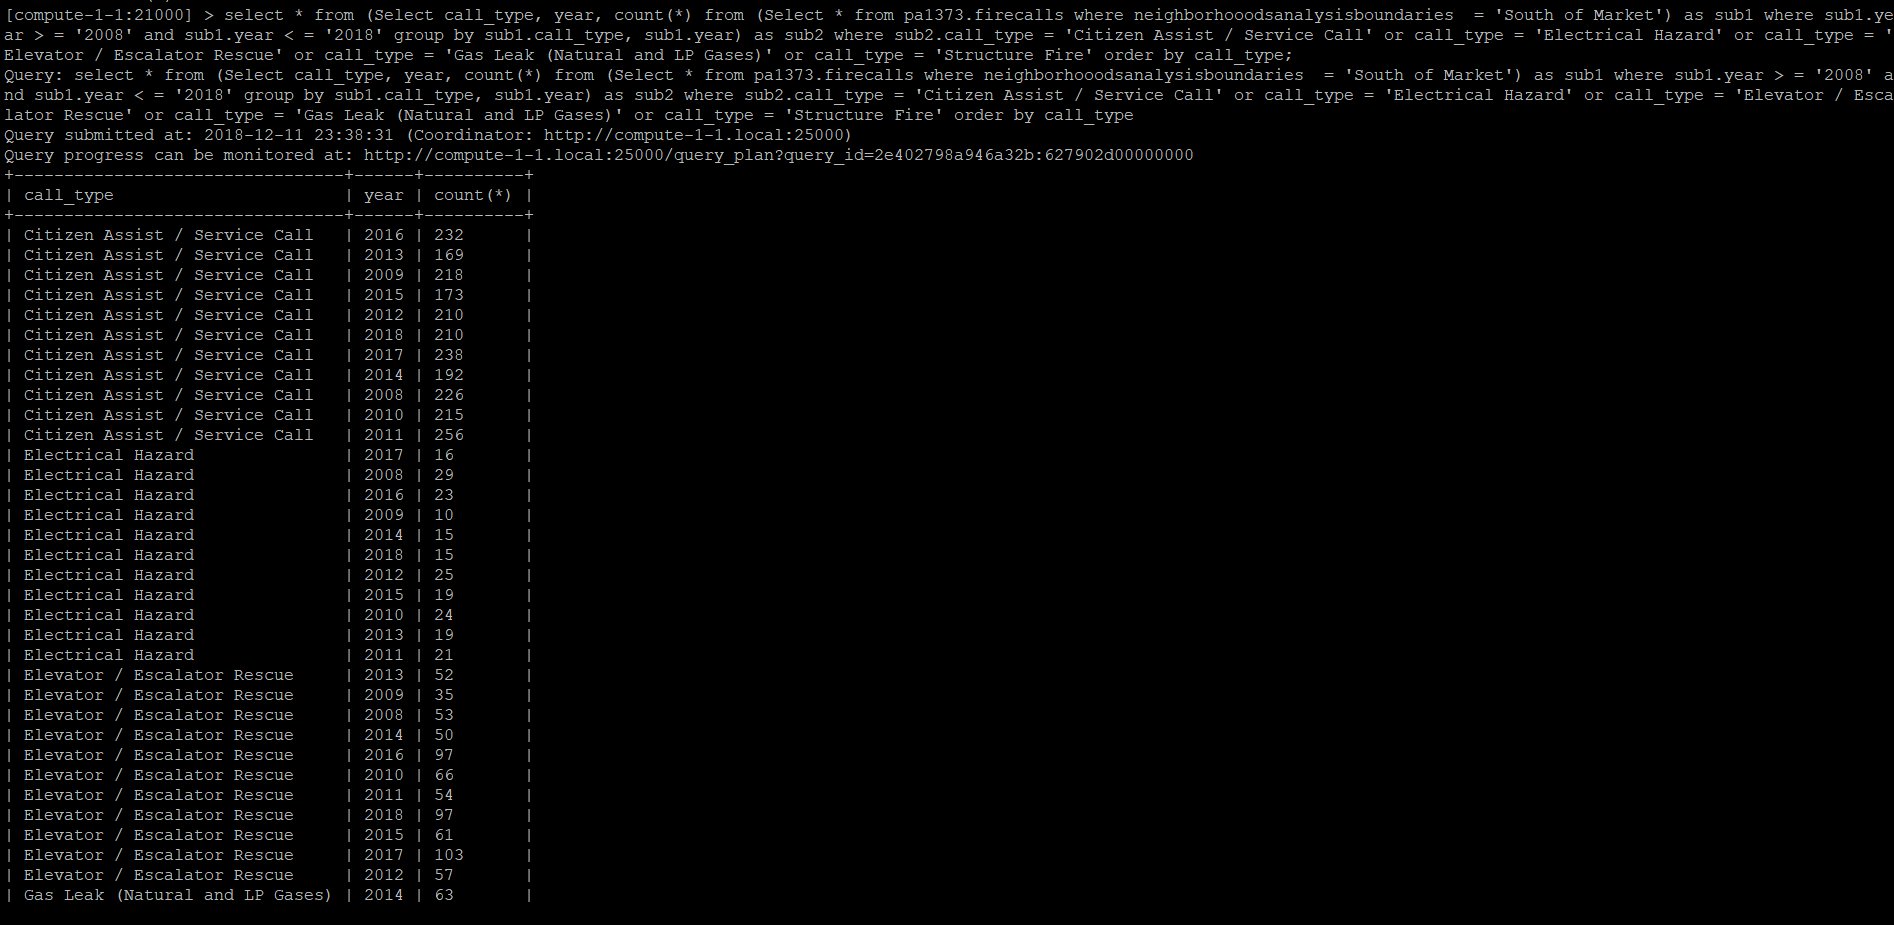 [compute-1-1:21000] > select * from (Select call_type, year, count(*) from (Select * from pa1373.firecalls where neighborhooodsanalysisboundaries  = 'South of Market') as sub1 where sub1.ye
ar > = '2008' and sub1.year < = '2018' group by sub1.call_type, sub1.year) as sub2 where sub2.call_type = 'Citizen Assist / Service Call' or call_type = 'Electrical Hazard' or call_type = '
Elevator / Escalator Rescue' or call_type = 'Gas Leak (Natural and LP Gases)' or call_type = 'Structure Fire' order by call_type;
Query: select * from (Select call_type, year, count(*) from (Select * from pa1373.firecalls where neighborhooodsanalysisboundaries  = 'South of Market') as sub1 where sub1.year > = '2008' a
nd sub1.year < = '2018' group by sub1.call_type, sub1.year) as sub2 where sub2.call_type = 'Citizen Assist / Service Call' or call_type = 'Electrical Hazard' or call_type = 'Elevator / Esca
lator Rescue' or call_type = 'Gas Leak (Natural and LP Gases)' or call_type = 'Structure Fire' order by call_type
Query submitted at: 2018-12-11 23:38:31 (Coordinator: http://compute-1-1.local:25000)
Query progress can be monitored at: http://compute-1-1.local:25000/query_plan?query_id=2e402798a946a32b:627902d00000000
+---------------------------------+------+----------+
| call_type                       | year | count(*) |
+---------------------------------+------+----------+
| Citizen Assist / Service Call   | 2016 | 232      |
| Citizen Assist / Service Call   | 2013 | 169      |
| Citizen Assist / Service Call   | 2009 | 218      |
| Citizen Assist / Service Call   | 2015 | 173      |
| Citizen Assist / Service Call   | 2012 | 210      |
| Citizen Assist / Service Call   | 2018 | 210      |
| Citizen Assist / Service Call   | 2017 | 238      |
| Citizen Assist / Service Call   | 2014 | 192      |
| Citizen Assist / Service Call   | 2008 | 226      |
| Citizen Assist / Service Call   | 2010 | 215      |
| Citizen Assist / Service Call   | 2011 | 256      |
| Electrical Hazard               | 2017 | 16       |
| Electrical Hazard               | 2008 | 29       |
| Electrical Hazard               | 2016 | 23       |
| Electrical Hazard               | 2009 | 10       |
| Electrical Hazard               | 2014 | 15       |
| Electrical Hazard               | 2018 | 15       |
| Electrical Hazard               | 2012 | 25       |
| Electrical Hazard               | 2015 | 19       |
| Electrical Hazard               | 2010 | 24       |
| Electrical Hazard               | 2013 | 19       |
| Electrical Hazard               | 2011 | 21       |
| Elevator / Escalator Rescue     | 2013 | 52       |
| Elevator / Escalator Rescue     | 2009 | 35       |
| Elevator / Escalator Rescue     | 2008 | 53       |
| Elevator / Escalator Rescue     | 2014 | 50       |
| Elevator / Escalator Rescue     | 2016 | 97       |
| Elevator / Escalator Rescue     | 2010 | 66       |
| Elevator / Escalator Rescue     | 2011 | 54       |
| Elevator / Escalator Rescue     | 2018 | 97       |
| Elevator / Escalator Rescue     | 2015 | 61       |
| Elevator / Escalator Rescue     | 2017 | 103      |
| Elevator / Escalator Rescue     | 2012 | 57       |
| Gas Leak (Natural and LP Gases) | 2014 | 63       |